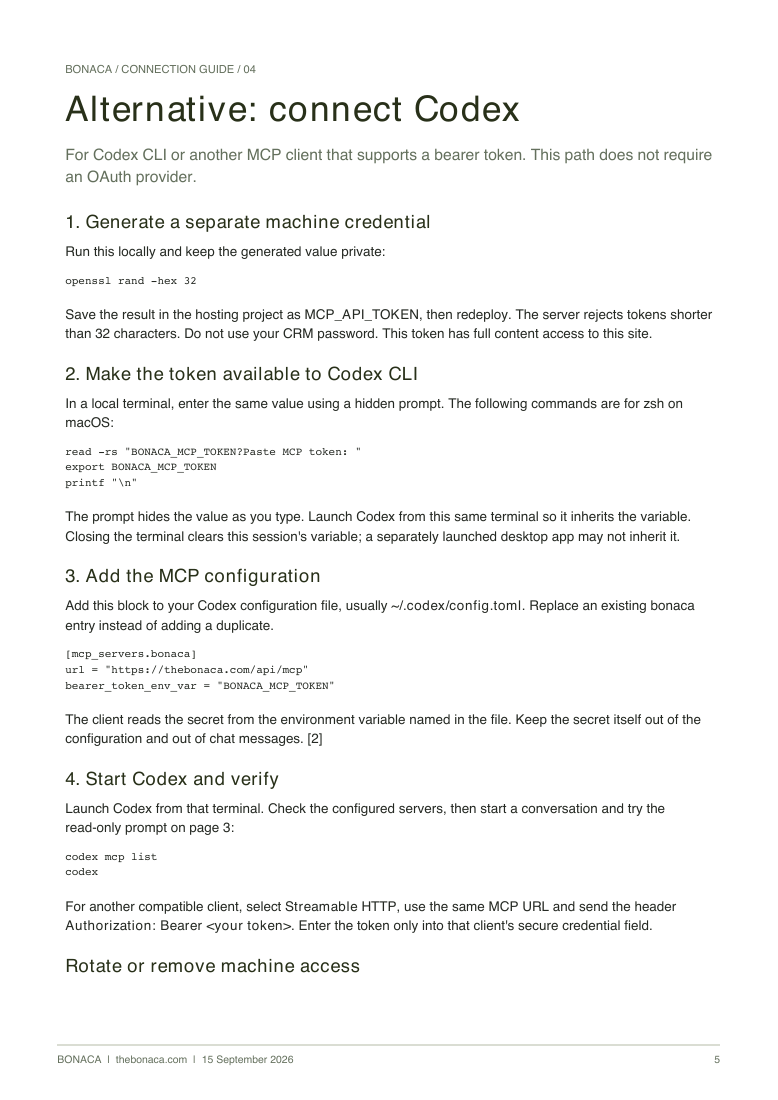 BONACA / CONNECTION GUIDE / 04
Alternative: connect Codex
For Codex CLI or another MCP client that supports a bearer token. This path does not require
an OAuth provider.
1. Generate a separate machine credential
Run this locally and keep the generated value private:
openssl rand -hex 32
Save the result in the hosting project as MCP_API_TOKEN, then redeploy. The server rejects tokens shorter
than 32 characters. Do not use your CRM password. This token has full content access to this site.
2. Make the token available to Codex CLI
In a local terminal, enter the same value using a hidden prompt. The following commands are for zsh on
macOS:
read -rs "BONACA_MCP_TOKEN?Paste MCP token: "
export BONACA_MCP_TOKEN
printf "\n"
The prompt hides the value as you type. Launch Codex from this same terminal so it inherits the variable.
Closing the terminal clears this session's variable; a separately launched desktop app may not inherit it.
3. Add the MCP configuration
Add this block to your Codex configuration file, usually ~/.codex/config.toml. Replace an existing bonaca
entry instead of adding a duplicate.
[mcp_servers.bonaca]
url = "https://thebonaca.com/api/mcp"
bearer_token_env_var = "BONACA_MCP_TOKEN"
The client reads the secret from the environment variable named in the file. Keep the secret itself out of the
configuration and out of chat messages. [2]
4. Start Codex and verify
Launch Codex from that terminal. Check the configured servers, then start a conversation and try the
read-only prompt on page 3:
codex mcp list
codex
For another compatible client, select Streamable HTTP, use the same MCP URL and send the header
Authorization: Bearer <your token>. Enter the token only into that client's secure credential field.
Rotate or remove machine access
BONACA | thebonaca.com | 15 September 2026 5